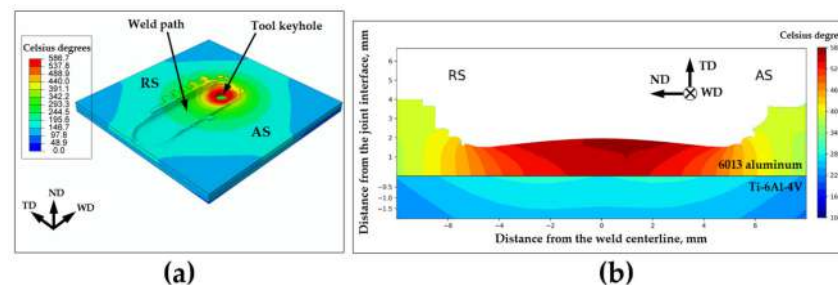 (a)
Weld path
Tool keyhole
Celsius degrees
586.7
537.8
488.9
440.0
391.1
342.2
293.3
244.5
195.6
146.7
97.8
48.9
0.0
RS
AS
ND
TD
WD
(b)
Celsius degre
Distance from the joint interface, mm
6
5
4
3
2
1
-0.5
-1.0
-1.5
RS
AS
TD
ND
WD
6013 aluminum
Ti-6Al-4V
-8
-6
-4
-2
0
2
4
6
8
Distance from the weld centerline, mm
(a)
(b)